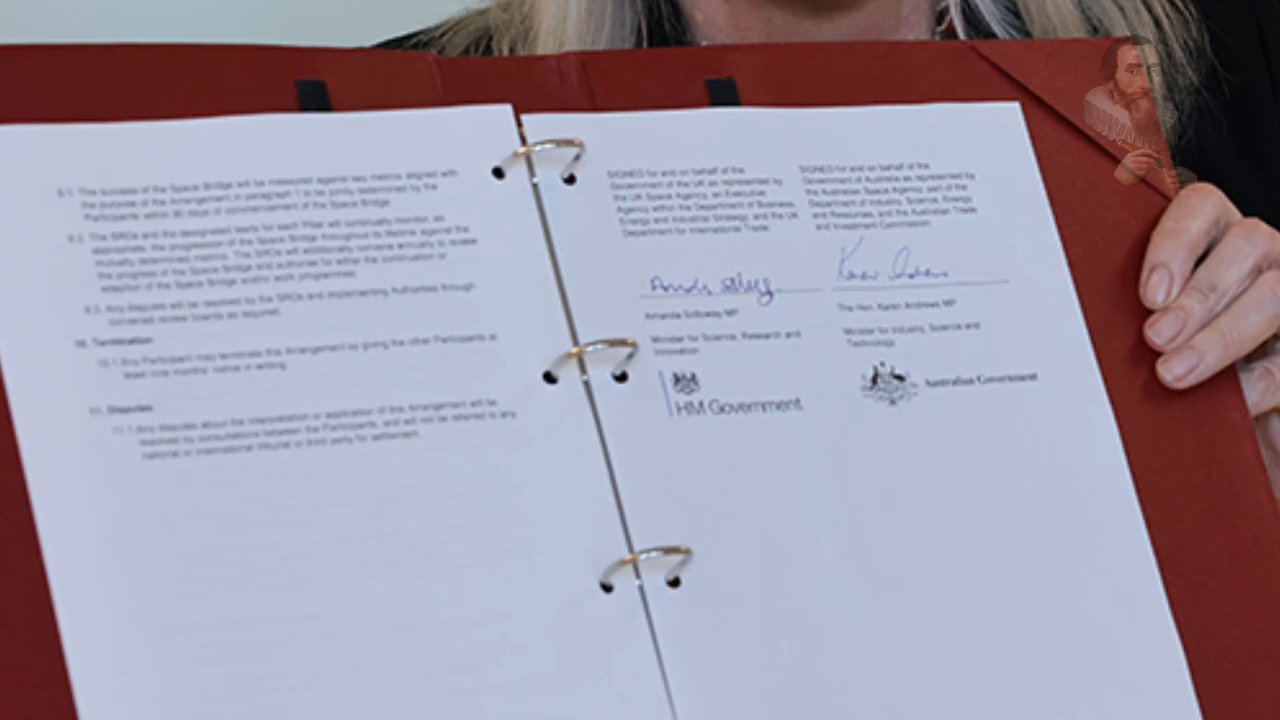 9.1. The success of the Space Bridge will be measured against key metrics aligned with
the purpose of the Arrangement in paragraph 1 to be jointly determined by the
Participants within 90 days of commencement of the Space Bridge.
9.2. The SROs and the designated leads for each Pillar will continually monitor, as
appropriate, the progression of the Space Bridge throughout its lifetime against the
mutually determined metrics. The SROs will additionally convene annually to review
the progress of the Space Bridge and authorise for either the continuation or
adaption of the Space Bridge and/or work programmes.
9.3. Any disputes will be resolved by the SROs and Implementing Authorities through
convened review boards as required.
10. Termination
10.1. Any Participant may terminate this Arrangement by giving the other Participants at
least nine months' notice in writing.
11. Disputes
11.1. Any disputes about the interpretation or application of this Arrangement will be
resolved by consultations between the Participants, and will not be referred to any
national or international tribunal or third party for settlement.
SIGNED for and on behalf of the
Government of the UK as represented by
the UK Space Agency, an Executive
Agency within the Department of Business,
Energy and Industrial Strategy, and the UK
Department for International Trade:
Amanda Solloway MP
Minister for Science, Research and
Innovation
HM Government
SIGNED for and on behalf of the
Government of Australia as represented by
the Australian Space Agency, part of the
Department of Industry, Science, Energy
and Resources, and the Australian Trade
and Investment Commission:
The Hon. Karen Andrews MP
Minister for Industry, Science and
Technology
Australian Government